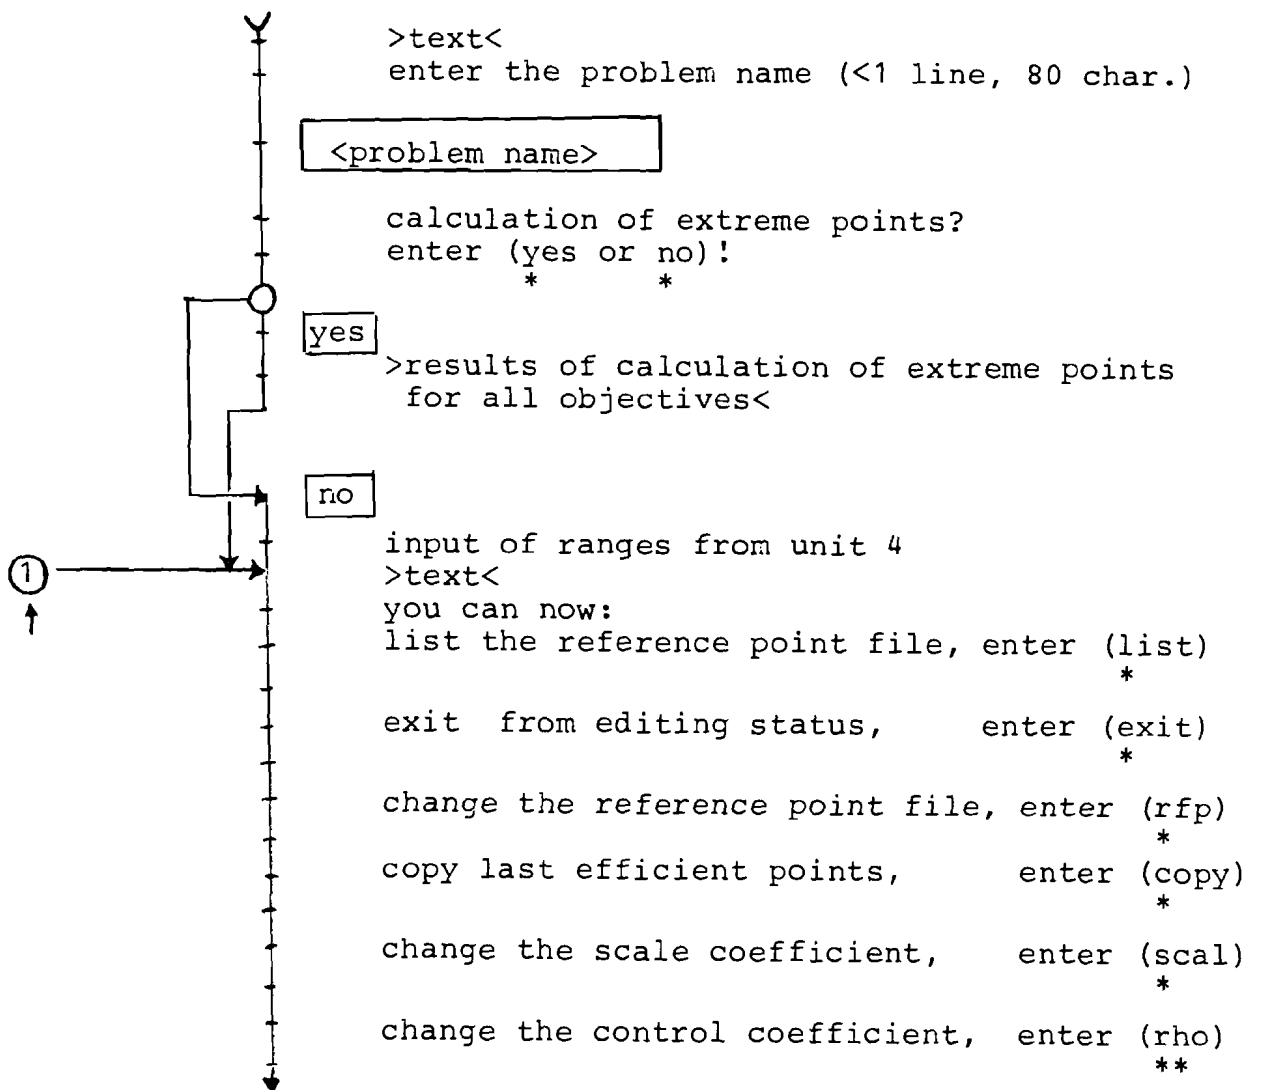 >text<
enter the problem name (<1 line, 80 char.)
<problem name>
calculation of extreme points?
enter (yes or no)!
* *
yes
>results of calculation of extreme points
for all objectives<
no
input of ranges from unit 4
1
>text<
you can now:
list the reference point file, enter (list)
*
exit from editing status, enter (exit)
*
change the reference point file, enter (rfp)
*
copy last efficient points, enter (copy)
*
change the scale coefficient, enter (scal)
*
change the control coefficient, enter (rho)
**